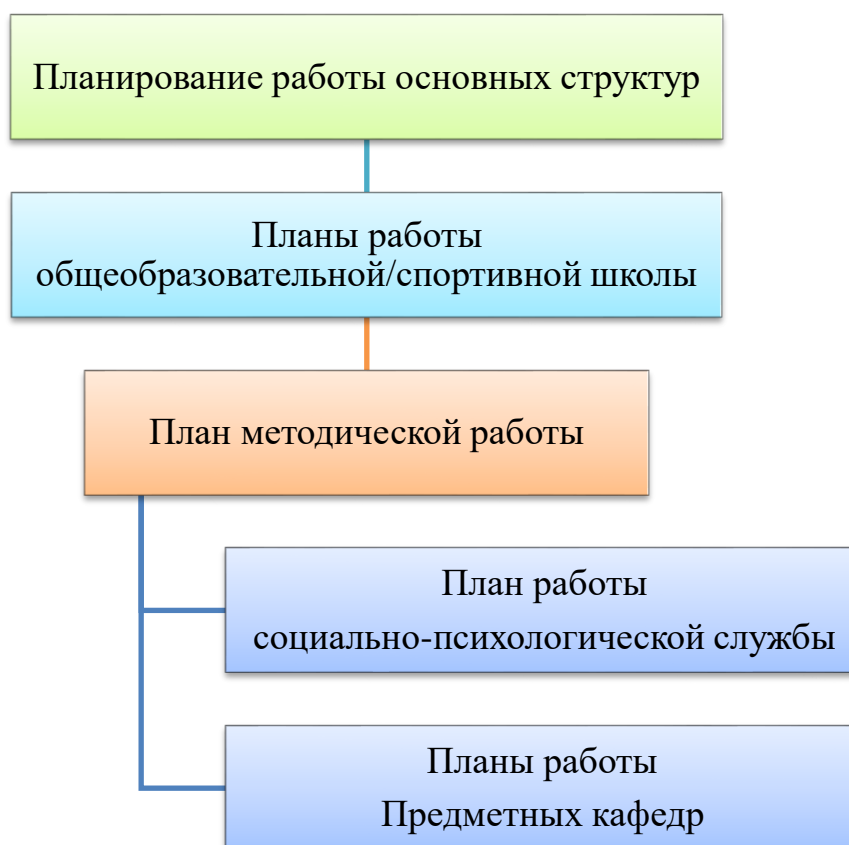 Планирование работы основных структур
Планы работы
общеобразовательной/спортивной школы
План методической работы
План работы
социально-психологической службы
Планы работы
Предметных кафедр